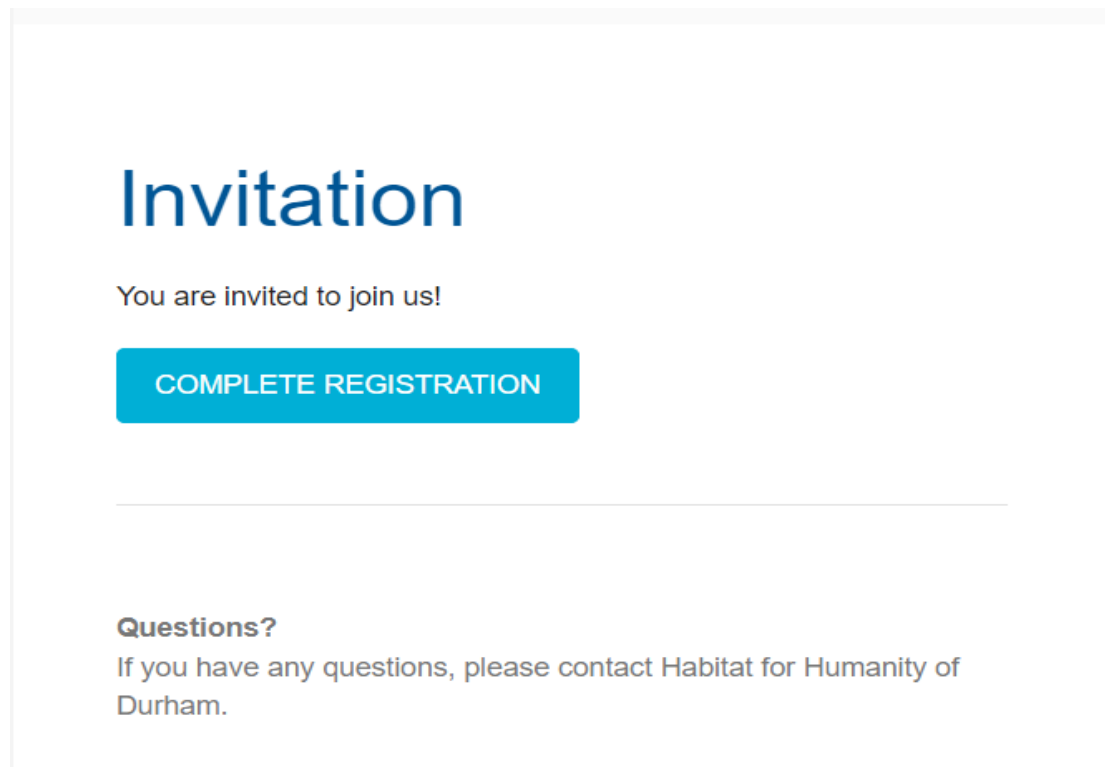 Invitation
You are invited to join us!
COMPLETE REGISTRATION
Questions?
If you have any questions, please contact Habitat for Humanity of
Durham.